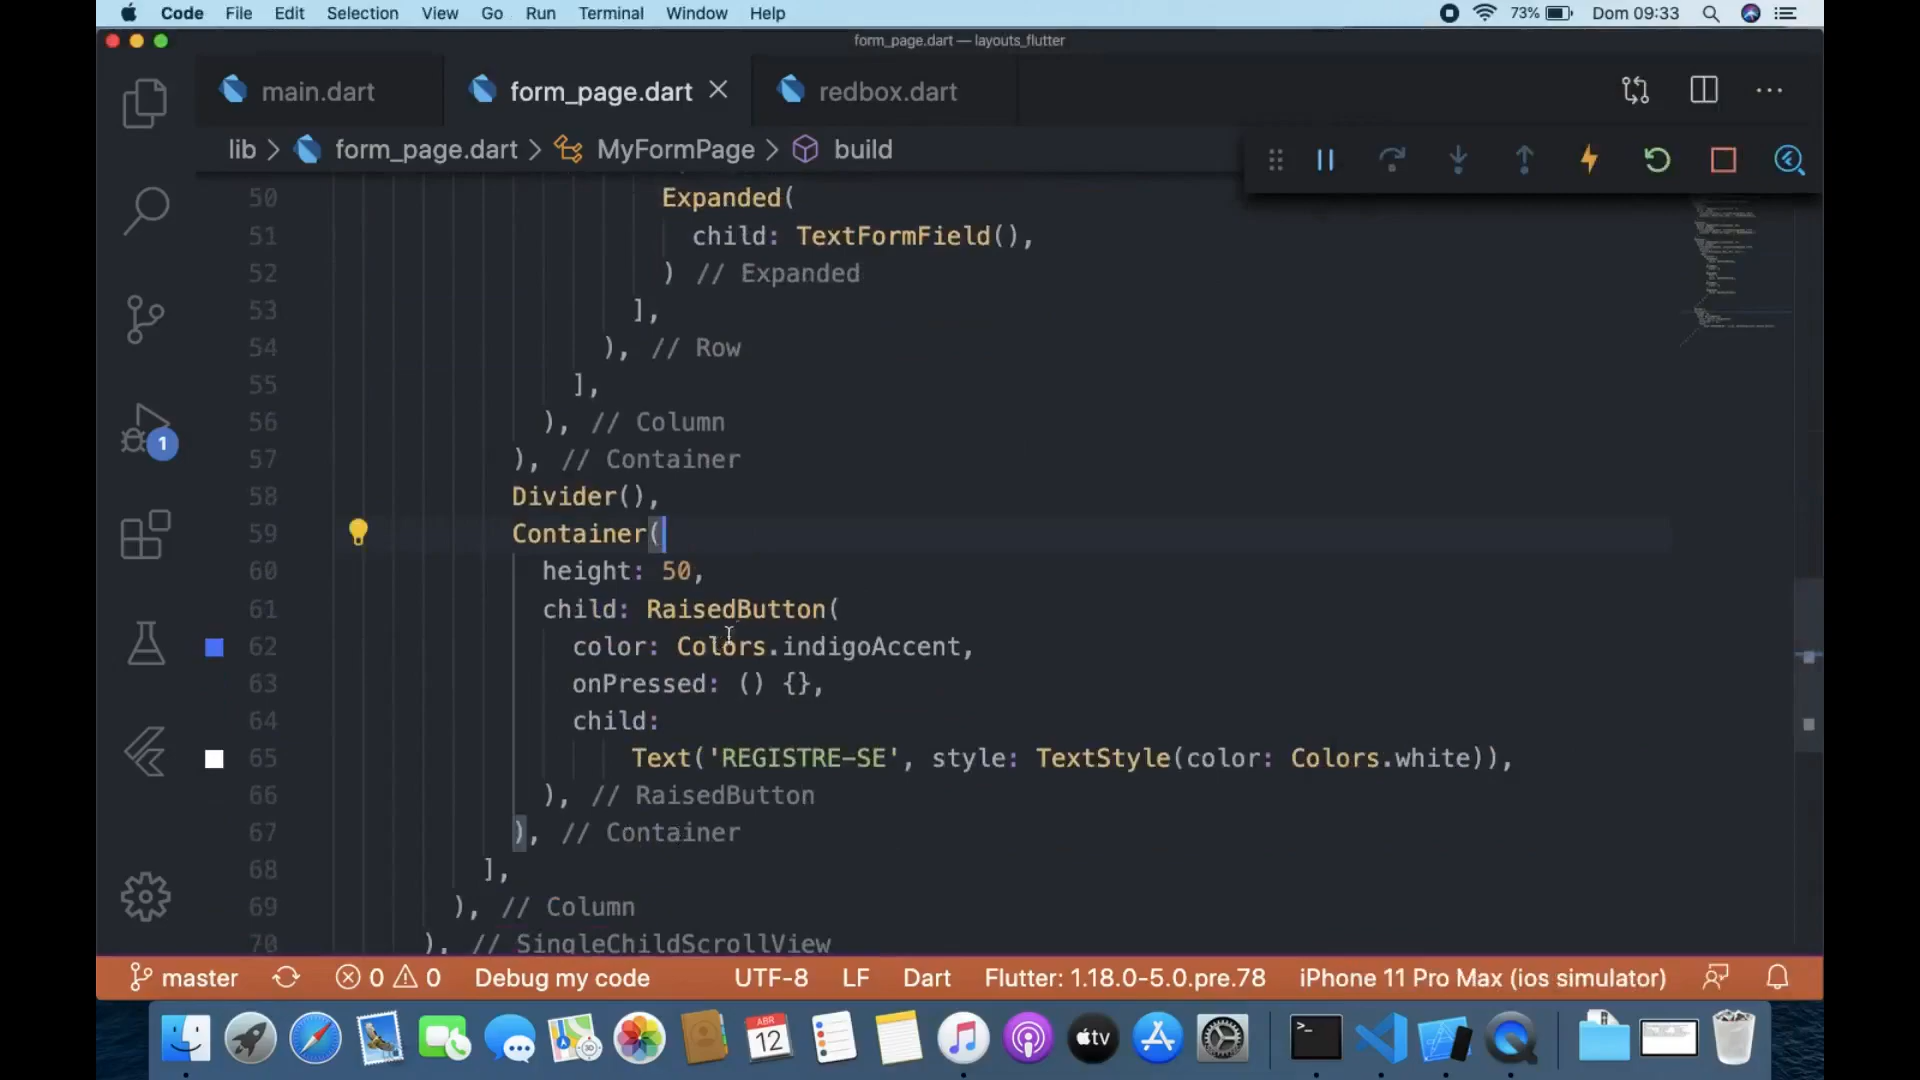 Code File Edit Selection View Go Run Terminal Window Help 73% Dom 09:33
form_page.dart — layouts_flutter
main.dart form_page.dart redbox.dart
lib > form_page.dart > MyFormPage > build
50 Expanded(
51 child: TextFormField(),
52 ) // Expanded
53 ],
54 ), // Row
55 ],
56 ), // Column
57 ), // Container
58 Divider(),
59 Container(
60 height: 50,
61 child: RaisedButton(
62 color: Colors.indigoAccent,
63 onPressed: () {},
64 child:
65 Text('REGISTRE-SE', style: TextStyle(color: Colors.white)),
66 ), // RaisedButton
67 ), // Container
68 ],
69 ), // Column
70 ), // SingleChildScrollView
1
master 0 0 Debug my code UTF-8 LF Dart Flutter: 1.18.0-5.0.pre.78 iPhone 11 Pro Max (ios simulator)
ABR
12
tv